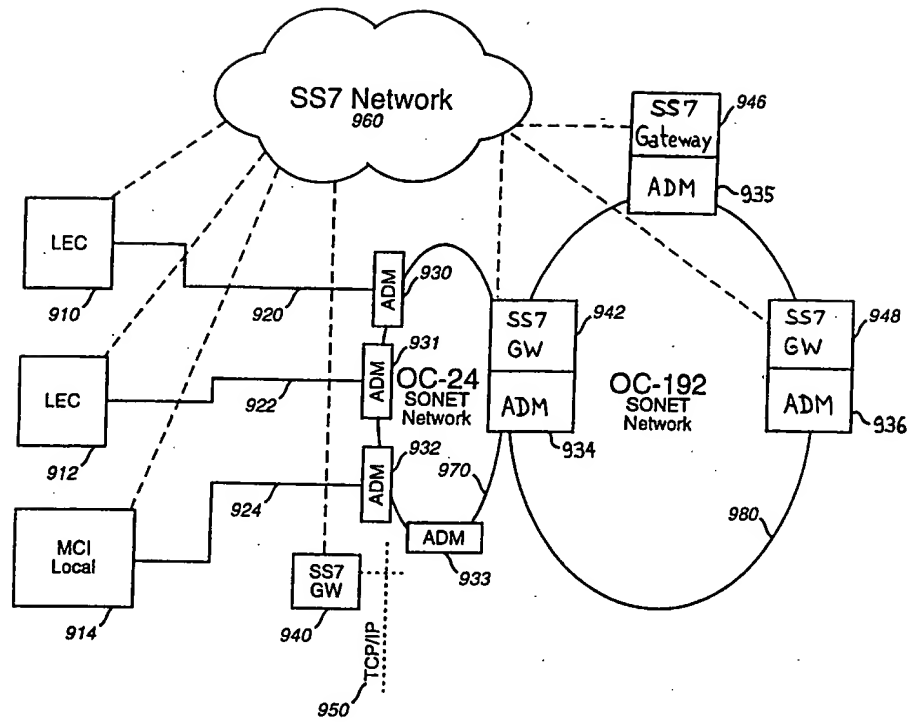 SS7 Network
960
SS7
Gateway
946
ADM
935
LEC
910
920
ADM
930
SS7
GW
942
ADM
934
SS7
GW
948
ADM
936
LEC
912
922
ADM
931
OC-24
SONET
Network
OC-192
SONET
Network
932
ADM
970
980
MCI
Local
914
924
ADM
933
SS7
GW
940
TCP/IP
950